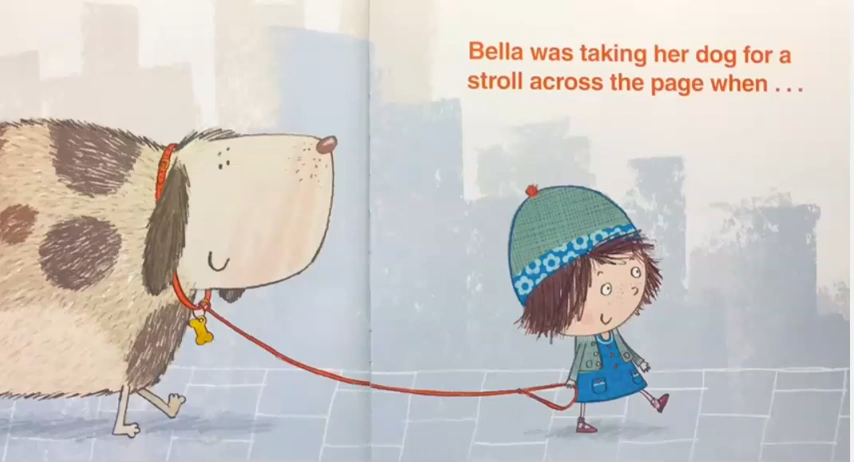 Bella was taking her dog for a
stroll across the page when . . .